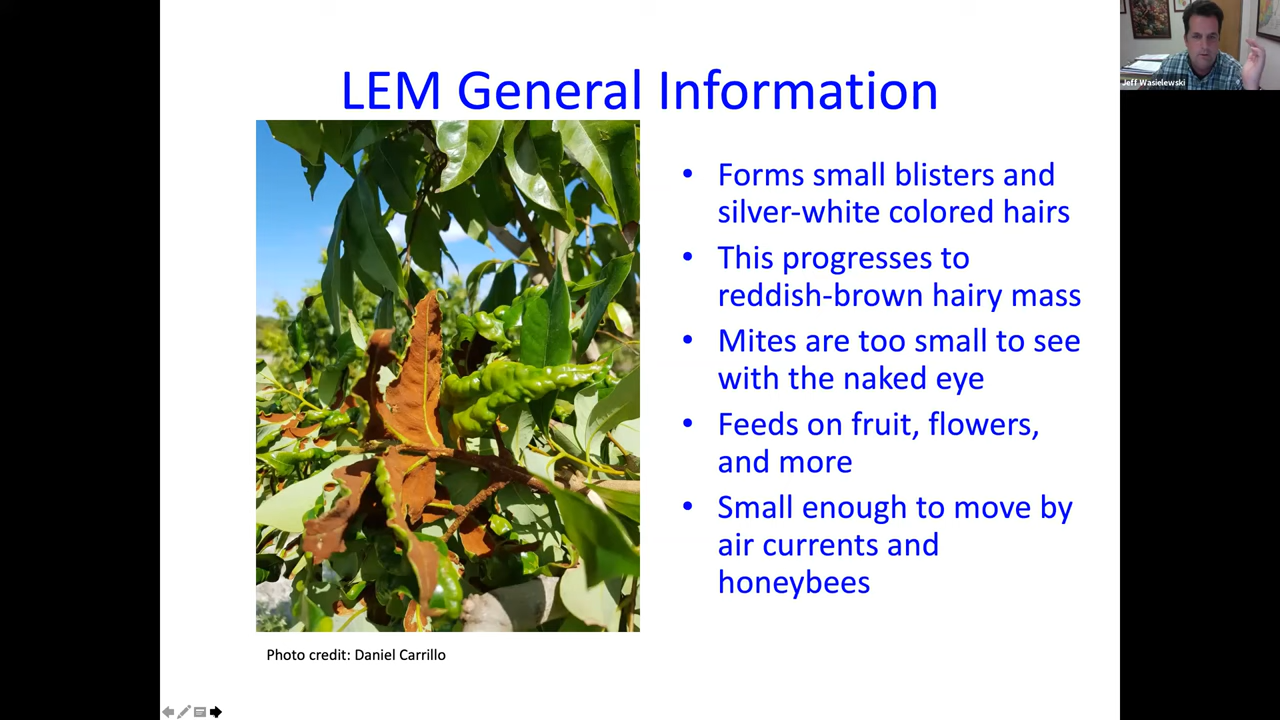 LEM General Information
Jeff Wasielewski
• Forms small blisters and
silver-white colored hairs
• This progresses to
reddish-brown hairy mass
• Mites are too small to see
with the naked eye
• Feeds on fruit, flowers,
and more
• Small enough to move by
air currents and
honeybees
Photo credit: Daniel Carrillo